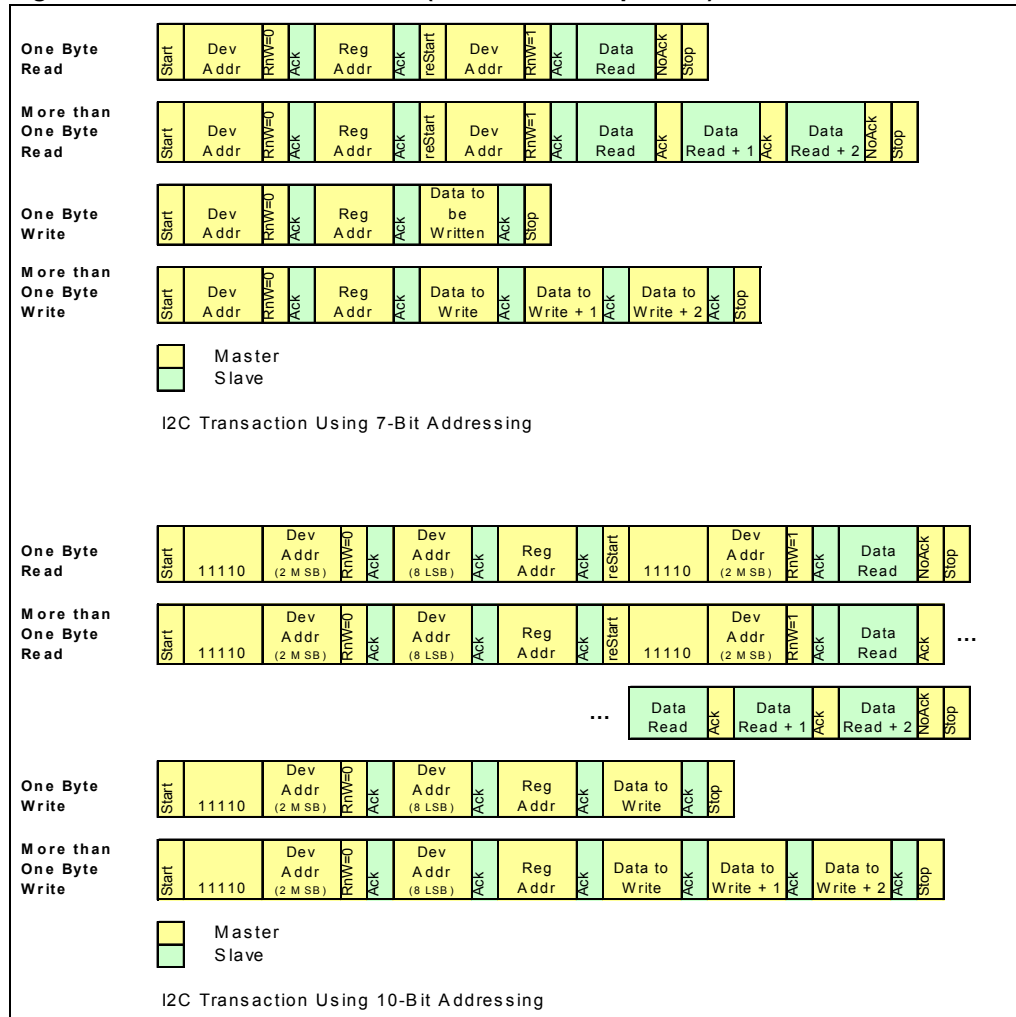 One Byte
Read
Start Dev Addr RnW=0 Ack Reg Addr Ack reStart Dev Addr RnW=1 Ack Data Read NoAck Stop
More than
One Byte
Read
Start Dev Addr RnW=0 Ack Reg Addr Ack reStart Dev Addr RnW=1 Ack Data Read Ack Data Read + 1 Ack Data Read + 2 NoAck Stop
One Byte
Write
Start Dev Addr RnW=0 Ack Reg Addr Ack Data to be Written Ack Stop
More than
One Byte
Write
Start Dev Addr RnW=0 Ack Reg Addr Ack Data to Write Ack Data to Write + 1 Ack Data to Write + 2 Ack Stop
Master
Slave
I2C Transaction Using 7-Bit Addressing
One Byte
Read
Start 11110 Dev Addr (2 MSB) RnW=0 Ack Dev Addr (8 LSB) Ack Reg Addr Ack reStart 11110 Dev Addr (2 MSB) RnW=1 Ack Data Read NoAck Stop
More than
One Byte
Read
Start 11110 Dev Addr (2 MSB) RnW=0 Ack Dev Addr (8 LSB) Ack Reg Addr Ack reStart 11110 Dev Addr (2 MSB) RnW=1 Ack Data Read Ack ...
... Data Read Ack Data Read + 1 Ack Data Read + 2 NoAck Stop
One Byte
Write
Start 11110 Dev Addr (2 MSB) RnW=0 Ack Dev Addr (8 LSB) Ack Reg Addr Ack Data to Write Ack Stop
More than
One Byte
Write
Start 11110 Dev Addr (2 MSB) RnW=0 Ack Dev Addr (8 LSB) Ack Reg Addr Ack Data to Write Ack Data to Write + 1 Ack Data to Write + 2 Ack Stop
Master
Slave
I2C Transaction Using 10-Bit Addressing